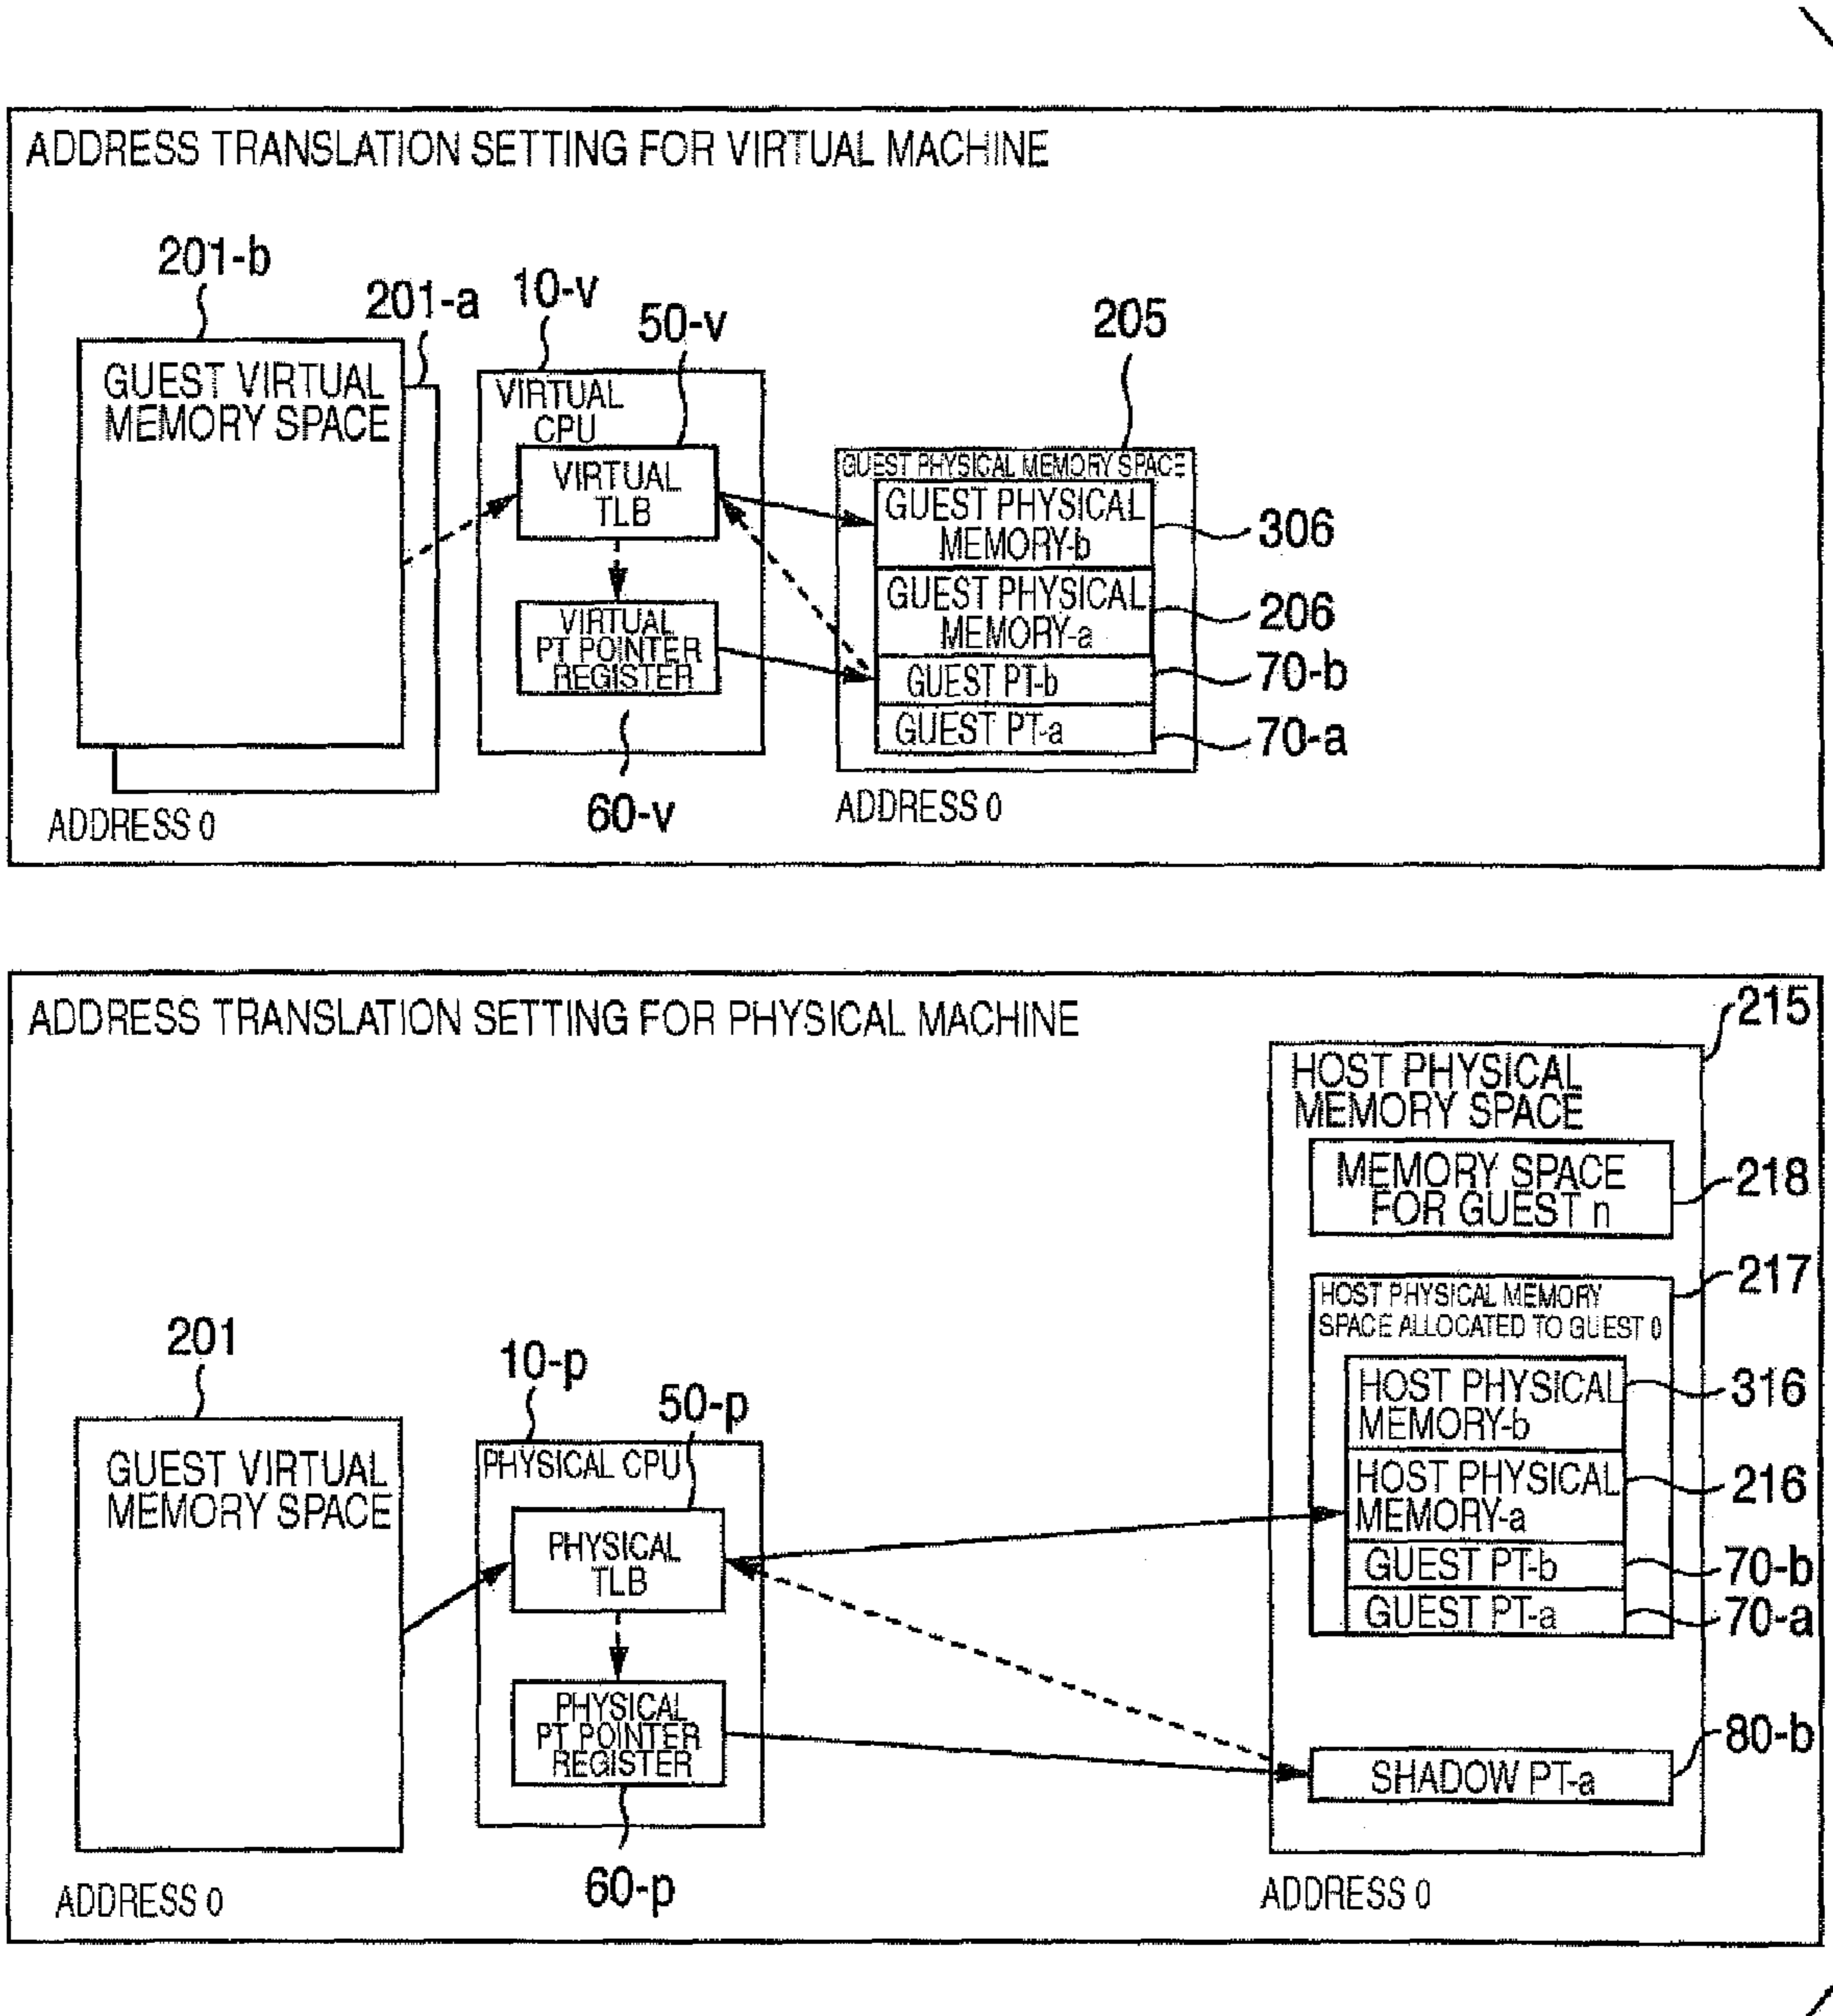 ADDRESS TRANSLATION SETTING FOR VIRTUAL MACHINE
201-b
201-a
10-v
50-v
205
GUEST VIRTUAL
MEMORY SPACE
VIRTUAL
CPU
VIRTUAL
TLB
VIRTUAL
PT POINTER
REGISTER
60-v
GUEST PHYSICAL MEMORY SPACE
GUEST PHYSICAL
MEMORY-b
306
GUEST PHYSICAL
MEMORY-a
206
GUEST PT-b
70-b
GUEST PT-a
70-a
ADDRESS 0
ADDRESS 0
ADDRESS TRANSLATION SETTING FOR PHYSICAL MACHINE
215
HOST PHYSICAL
MEMORY SPACE
MEMORY SPACE
FOR GUEST n
218
217
HOST PHYSICAL MEMORY
SPACE ALLOCATED TO GUEST 0
201
10-p
50-p
GUEST VIRTUAL
MEMORY SPACE
PHYSICAL CPU
PHYSICAL
TLB
PHYSICAL
PT POINTER
REGISTER
60-p
HOST PHYSICAL
MEMORY-b
316
HOST PHYSICAL
MEMORY-a
216
GUEST PT-b
70-b
GUEST PT-a
70-a
SHADOW PT-a
80-b
ADDRESS 0
ADDRESS 0